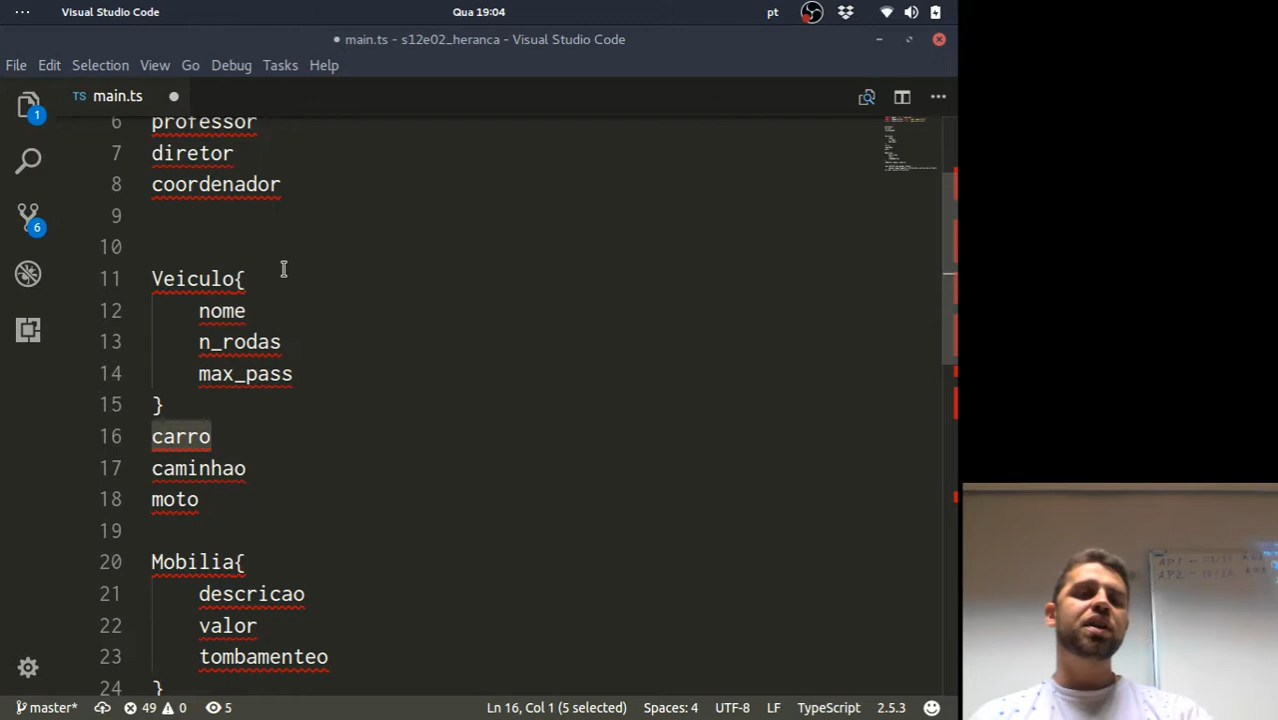 Visual Studio Code
Qua 19:04
pt
main.ts - s12e02_heranca - Visual Studio Code
File Edit Selection View Go Debug Tasks Help
TS main.ts
1
6 professor
7 diretor
8 coordenador
9
6
10
11 Veiculo{
12 nome
13 n_rodas
14 max_pass
15 }
16 carro
17 caminhao
18 moto
19
20 Mobilia{
21 descricao
22 valor
23 tombamenteo
24 }
AP1 -
AP2 -
master* 49 0 5 Ln 16, Col 1 (5 selected) Spaces: 4 UTF-8 LF TypeScript 2.5.3